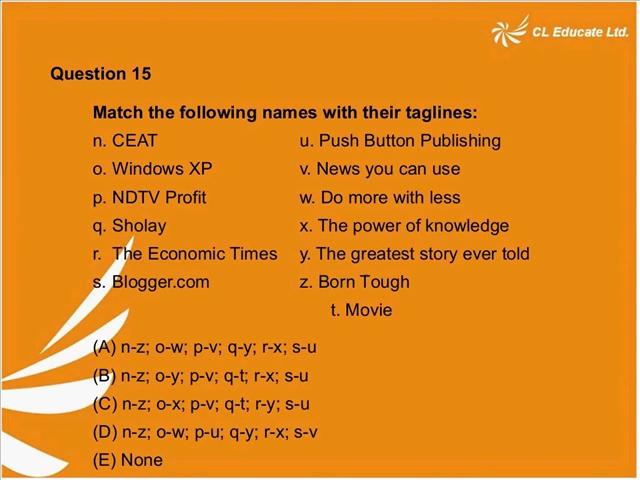 CL Educate Ltd.
Question 15
Match the following names with their taglines:
n. CEAT u. Push Button Publishing
o. Windows XP v. News you can use
p. NDTV Profit w. Do more with less
q. Sholay x. The power of knowledge
r. The Economic Times y. The greatest story ever told
s. Blogger.com z. Born Tough
t. Movie
(A) n-z; o-w; p-v; q-y; r-x; s-u
(B) n-z; o-y; p-v; q-t; r-x; s-u
(C) n-z; o-x; p-v; q-t; r-y; s-u
(D) n-z; o-w; p-u; q-y; r-x; s-v
(E) None